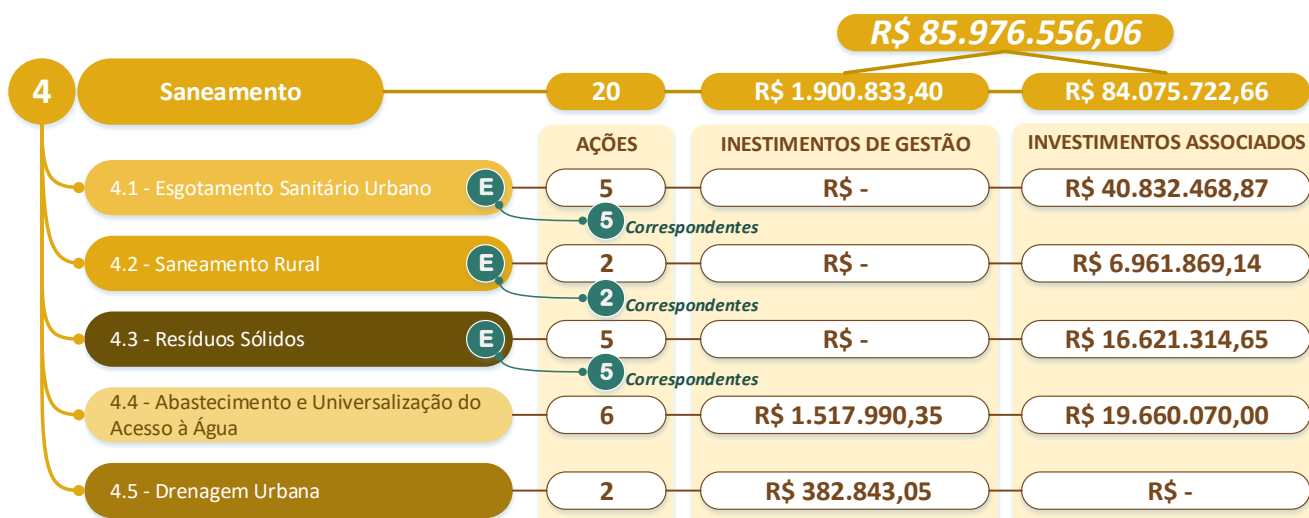 R$ 85.976.556,06
4 Saneamento 20 R$ 1.900.833,40 R$ 84.075.722,66
AÇÕES INESTIMENTOS DE GESTÃO INVESTIMENTOS ASSOCIADOS
4.1 - Esgotamento Sanitário Urbano E 5 R$ - R$ 40.832.468,87
5 Correspondentes
4.2 - Saneamento Rural E 2 R$ - R$ 6.961.869,14
2 Correspondentes
4.3 - Resíduos Sólidos E 5 R$ - R$ 16.621.314,65
5 Correspondentes
4.4 - Abastecimento e Universalização do
Acesso à Água 6 R$ 1.517.990,35 R$ 19.660.070,00
4.5 - Drenagem Urbana 2 R$ 382.843,05 R$ -